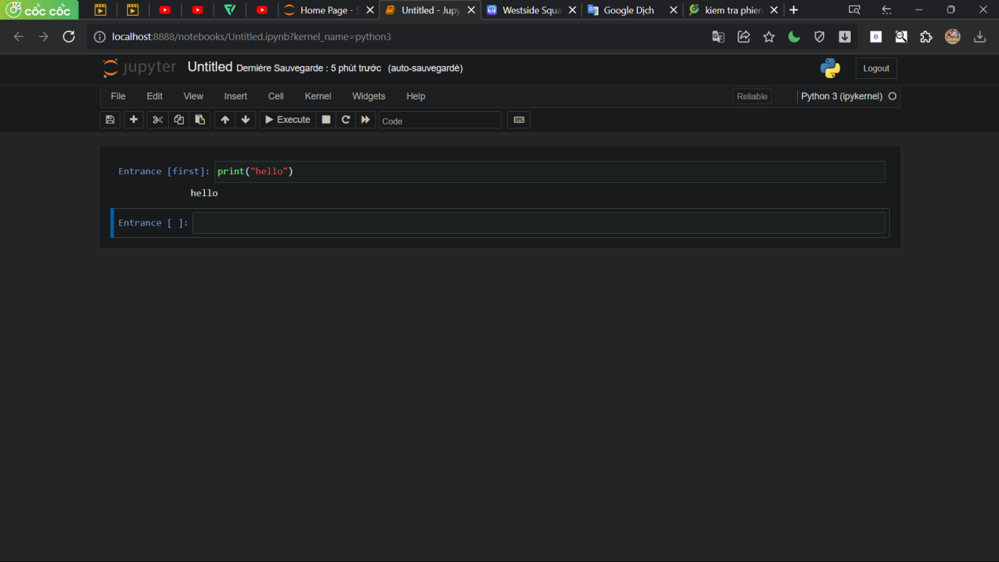 cốc cốc
Home Page - S
Untitled - Jupy
Westside Squa
Google Dịch
kiem tra phien
localhost:8888/notebooks/Untitled.ipynb?kernel_name=python3
jupyter Untitled Dernière Sauvegarde : 5 phút trước (auto-sauvegardé)
Logout
File Edit View Insert Cell Kernel Widgets Help
Reliable
Python 3 (ipykernel)
Execute
Code
Entrance [first]: print("hello")
hello
Entrance [ ]: